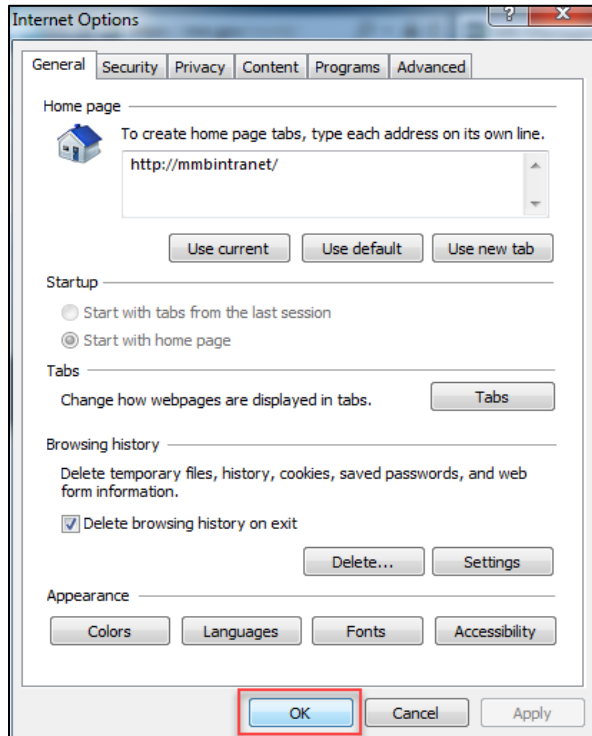 Internet Options
?
X
General Security Privacy Content Programs Advanced
Home page
To create home page tabs, type each address on its own line.
http://mmbintranet/
Use current Use default Use new tab
Startup
Start with tabs from the last session
Start with home page
Tabs
Change how webpages are displayed in tabs. Tabs
Browsing history
Delete temporary files, history, cookies, saved passwords, and web
form information.
Delete browsing history on exit
Delete... Settings
Appearance
Colors Languages Fonts Accessibility
OK Cancel Apply